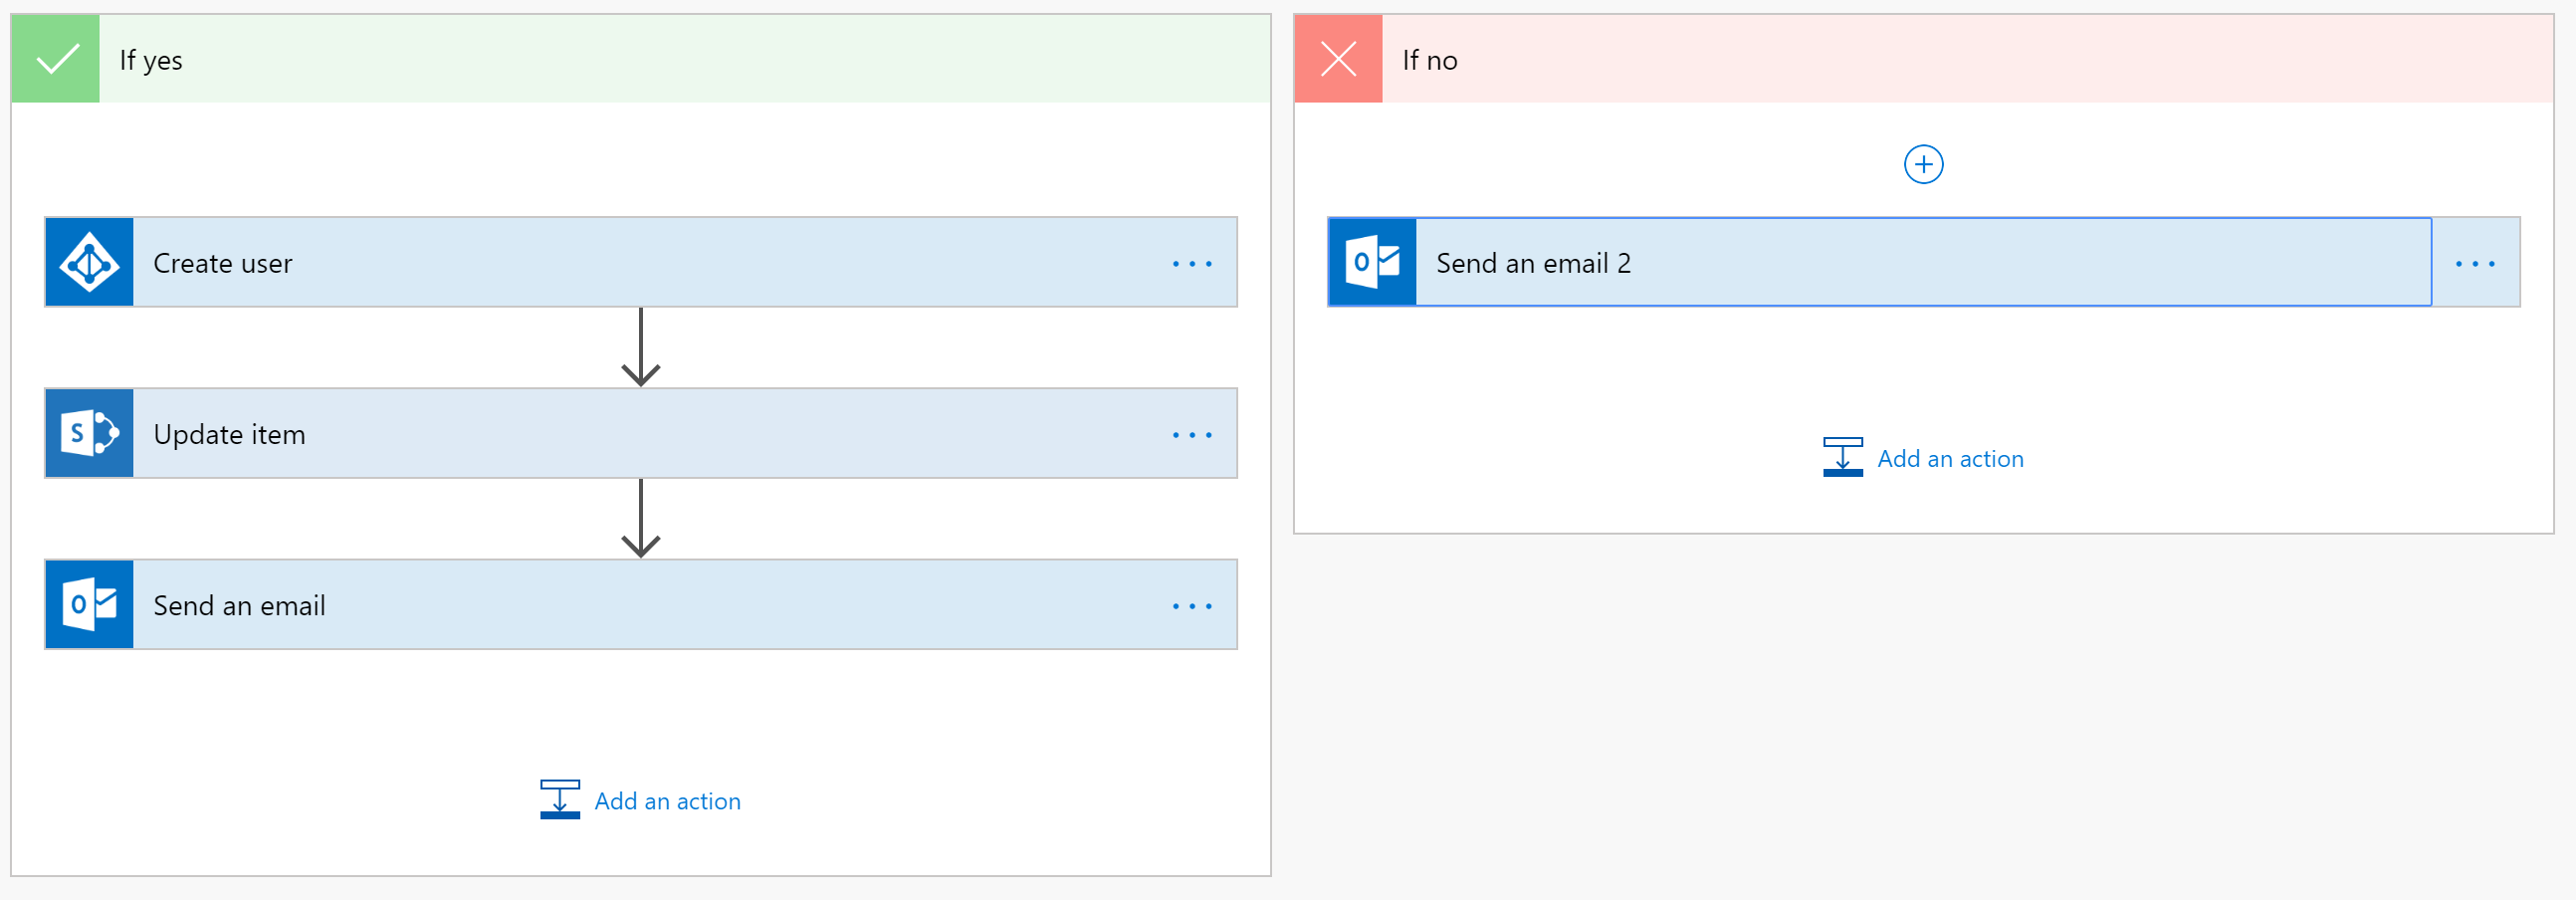 If yes
Create user
Update item
S
Send an email
O
Add an action
If no
Send an email 2
O
Add an action